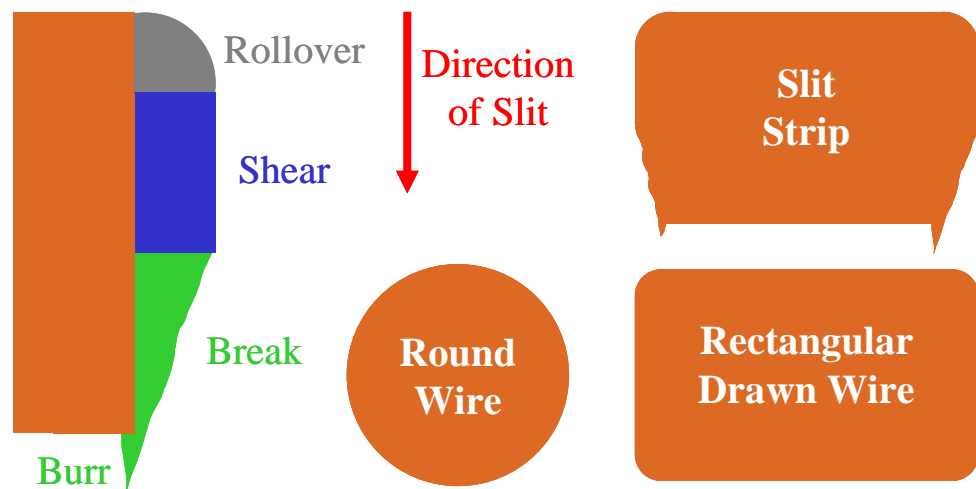 Rollover
Direction
of Slit
Slit
Strip
Shear
Break
Round
Wire
Rectangular
Drawn Wire
Burr